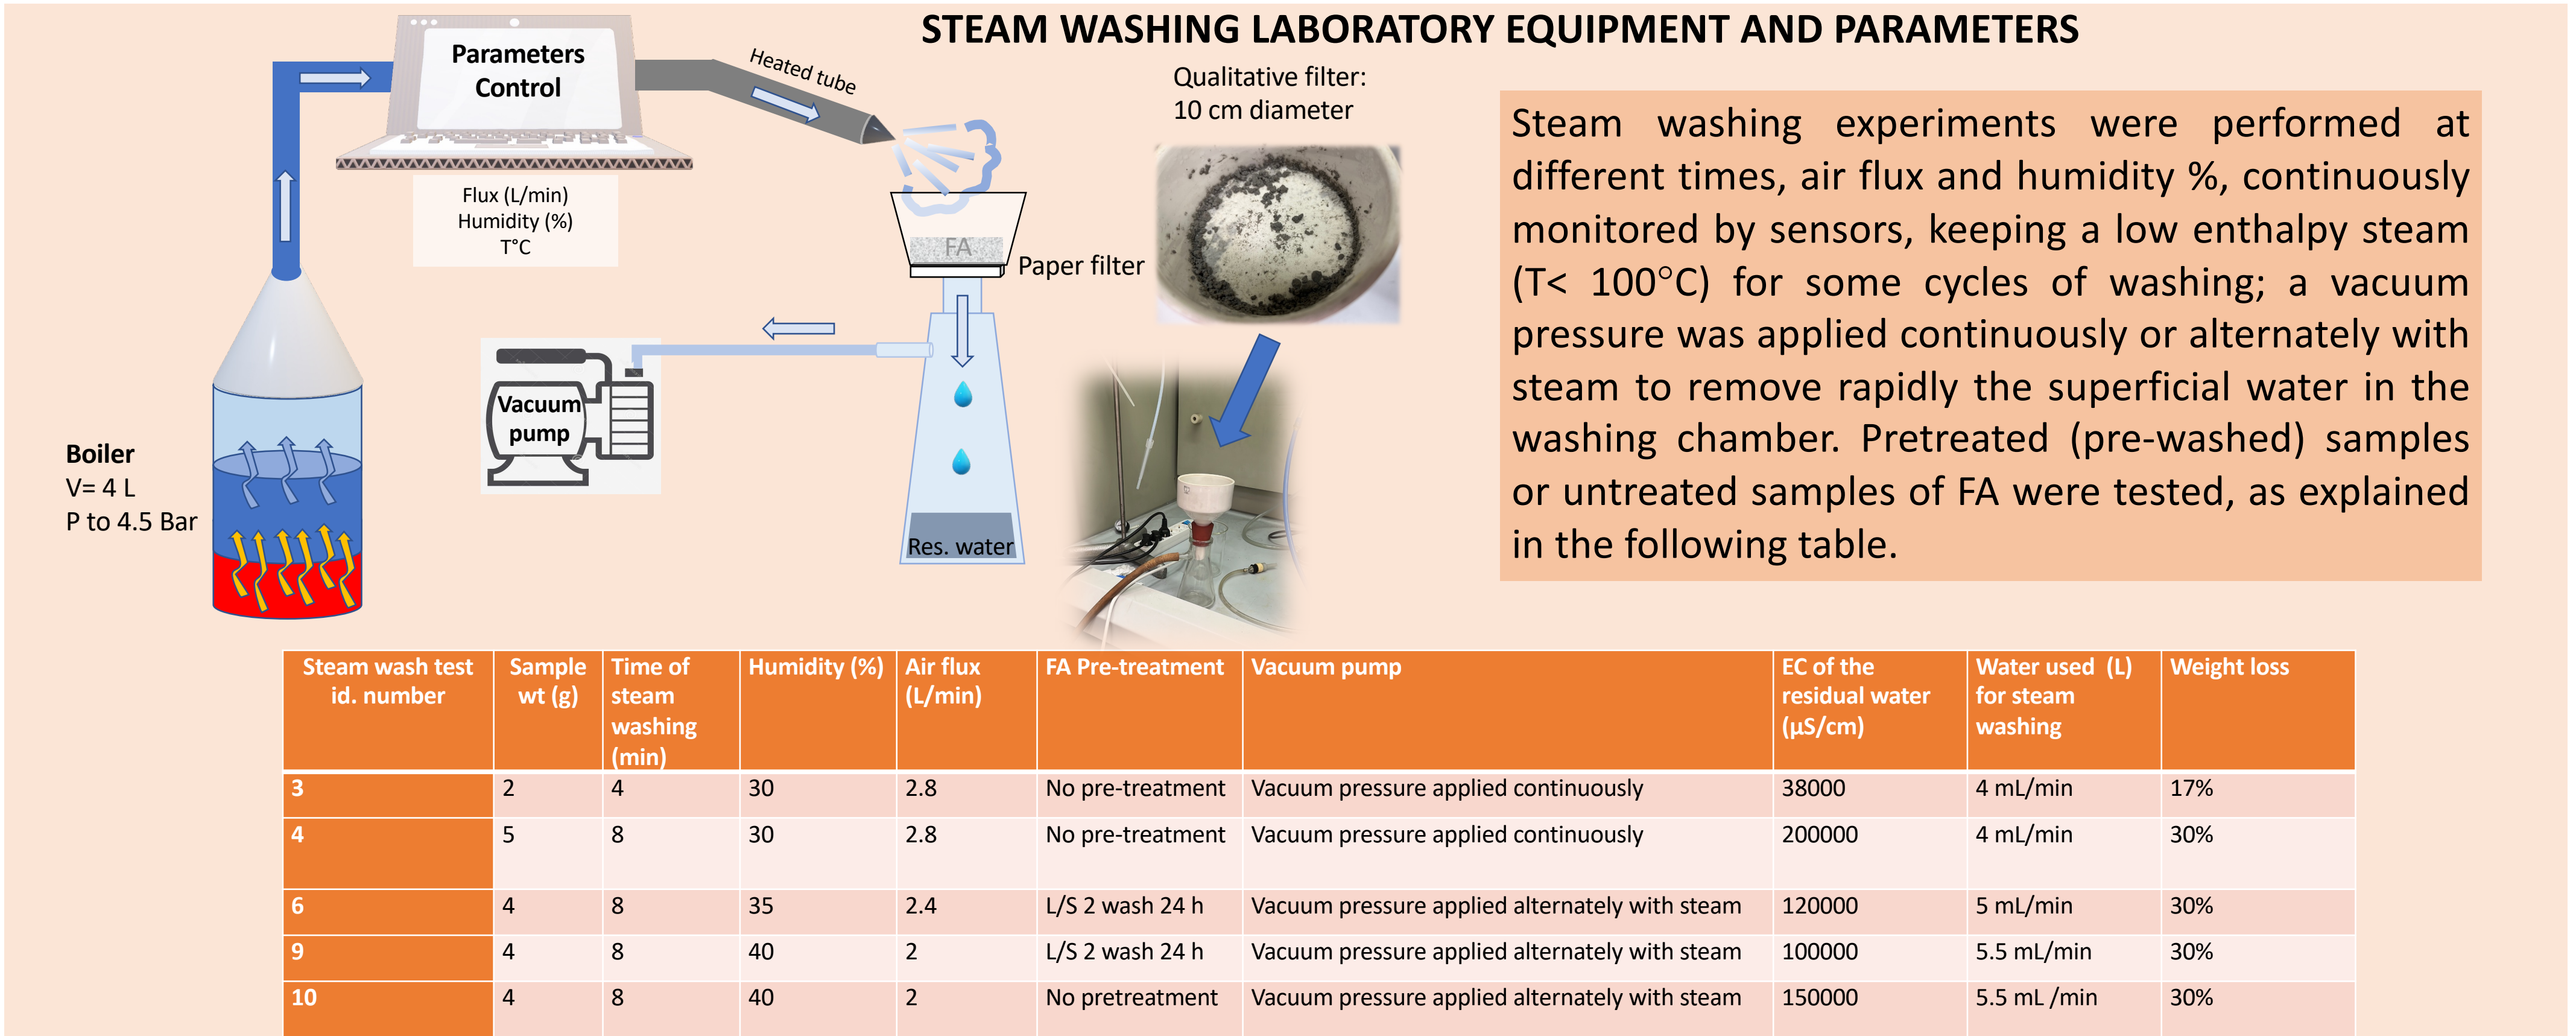 STEAM WASHING LABORATORY EQUIPMENT AND PARAMETERS
Parameters
Control
Heated tube
Flux (L/min)
Humidity (%)
T°C
Qualitative filter:
10 cm diameter
FA
Paper filter
Vacuum
pump
Boiler
V= 4 L
P to 4.5 Bar
Res. water
Steam washing experiments were performed at
different times, air flux and humidity %, continuously
monitored by sensors, keeping a low enthalpy steam
(T< 100°C) for some cycles of washing; a vacuum
pressure was applied continuously or alternately with
steam to remove rapidly the superficial water in the
washing chamber. Pretreated (pre-washed) samples
or untreated samples of FA were tested, as explained
in the following table.
Steam wash test
id. number
Sample
wt (g)
Time of
steam
washing
(min)
Humidity (%)
Air flux
(L/min)
FA Pre-treatment
Vacuum pump
EC of the
residual water
(µS/cm)
Water used (L)
for steam
washing
Weight loss
3 2 4 30 2.8 No pre-treatment Vacuum pressure applied continuously 38000 4 mL/min 17%
4 5 8 30 2.8 No pre-treatment Vacuum pressure applied continuously 200000 4 mL/min 30%
6 4 8 35 2.4 L/S 2 wash 24 h Vacuum pressure applied alternately with steam 120000 5 mL/min 30%
9 4 8 40 2 L/S 2 wash 24 h Vacuum pressure applied alternately with steam 100000 5.5 mL/min 30%
10 4 8 40 2 No pretreatment Vacuum pressure applied alternately with steam 150000 5.5 mL /min 30%